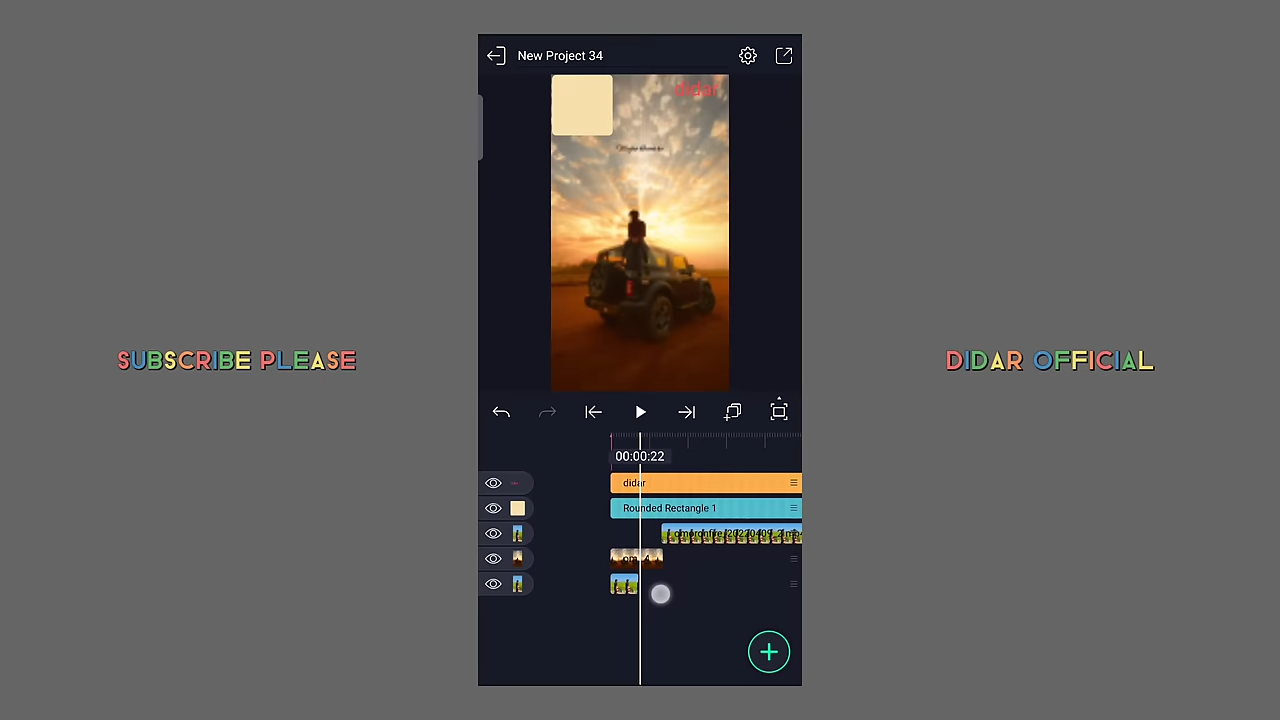 New Project 34
didar
SUBSCRIBE PLEASE
DIDAR OFFICIAL
00:00:22
didar
Rounded Rectangle 1